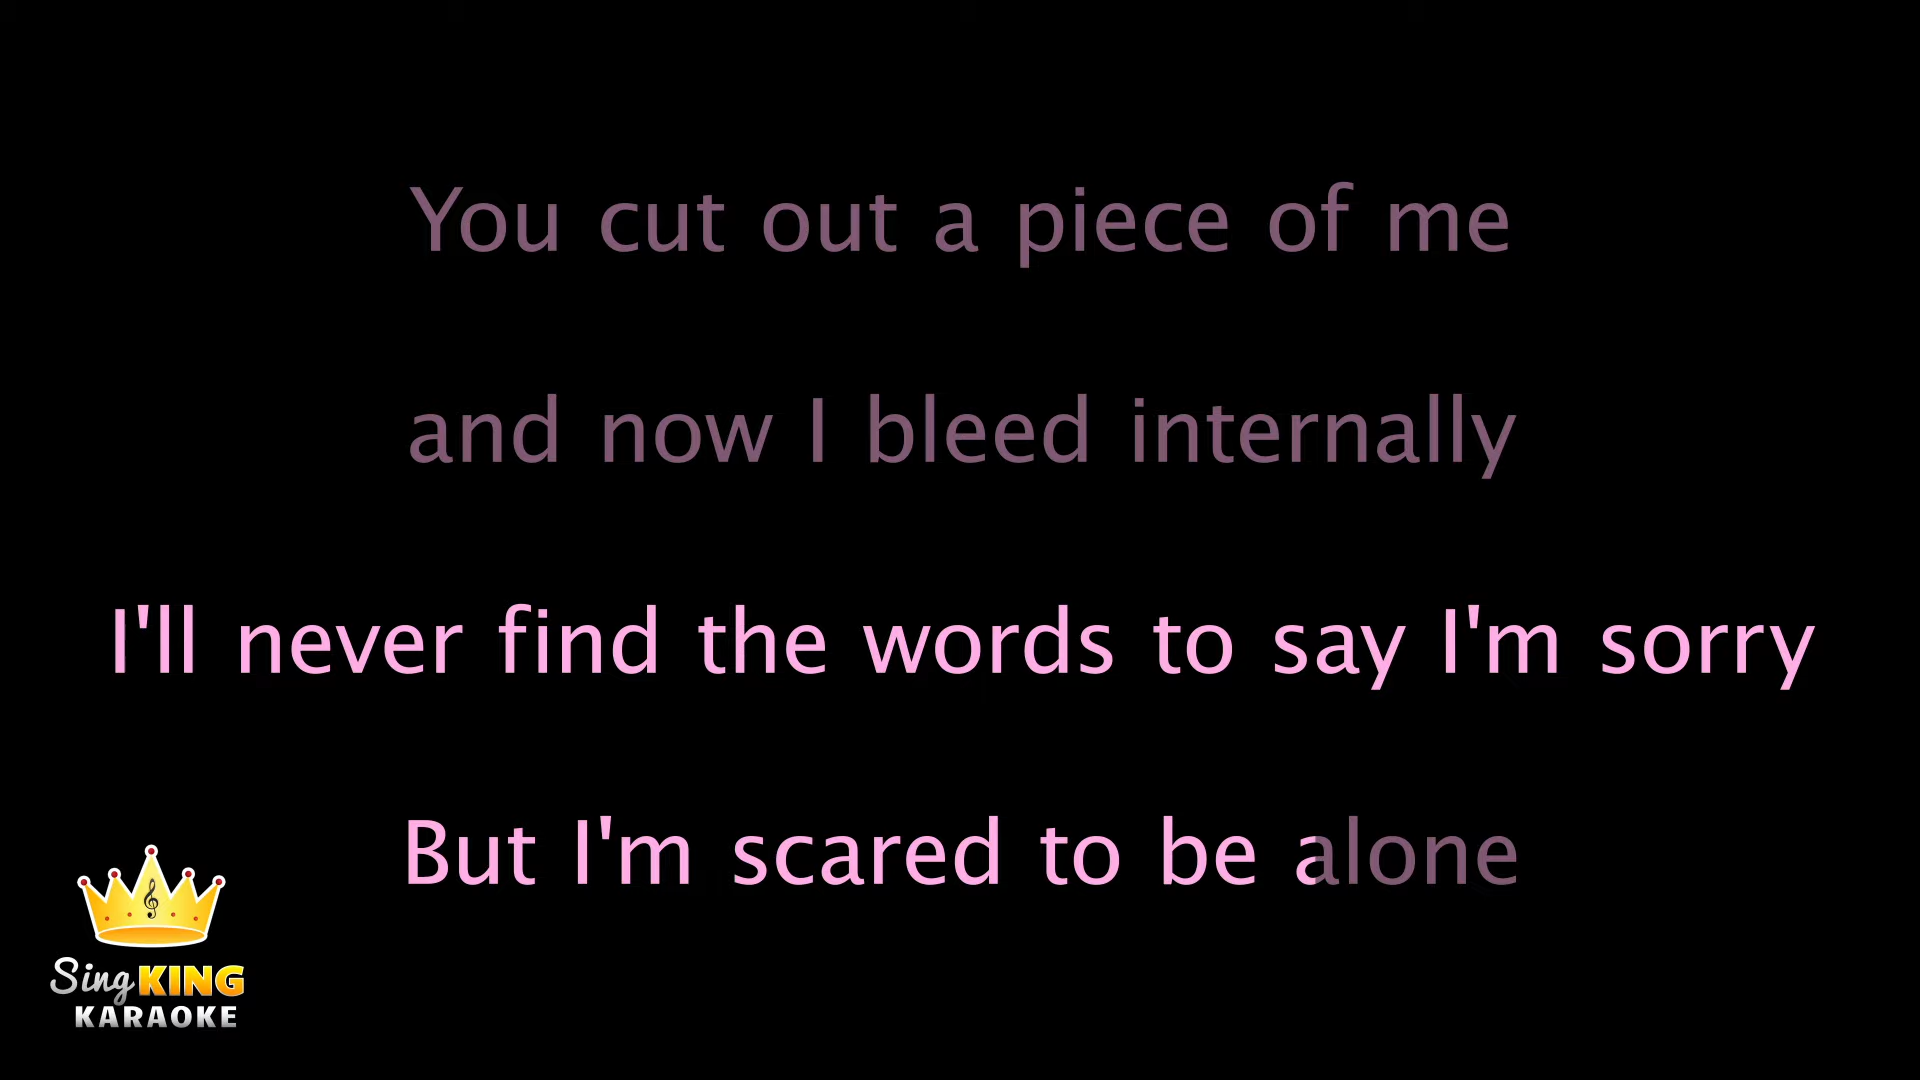 You cut out a piece of me
and now I bleed internally
I'll never find the words to say I'm sorry
But I'm scared to be alone
Sing KING
KARAOKE